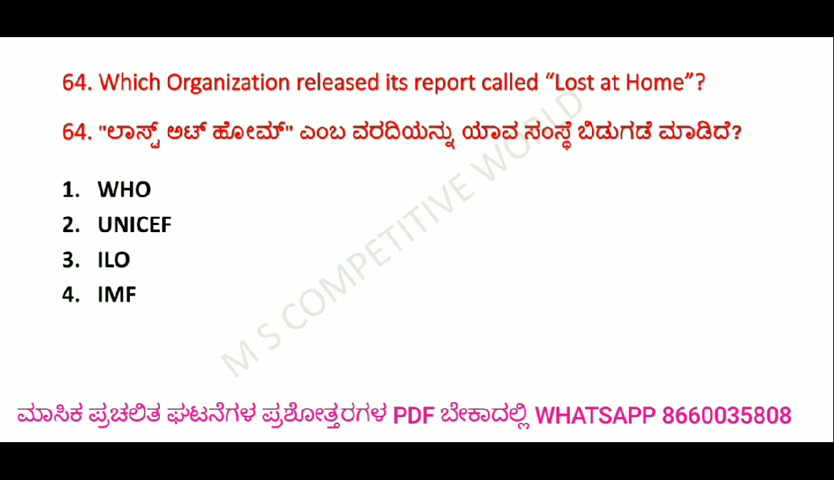 64. Which Organization released its report called “Lost at Home”?
64. "ಲಾಸ್ಟ್ ಅಟ್ ಹೋಮ್" ಎಂಬ ವರದಿಯನ್ನು ಯಾವ ಸಂಸ್ಥೆ ಬಿಡುಗಡೆ ಮಾಡಿದೆ?
1. WHO
2. UNICEF
3. ILO
4. IMF
M S COMPETITIVE WORLD
ಮಾಸಿಕ ಪ್ರಚಲಿತ ಘಟನೆಗಳ ಪ್ರಶೋತ್ತರಗಳ PDF ಬೇಕಾದಲ್ಲಿ WHATSAPP 8660035808